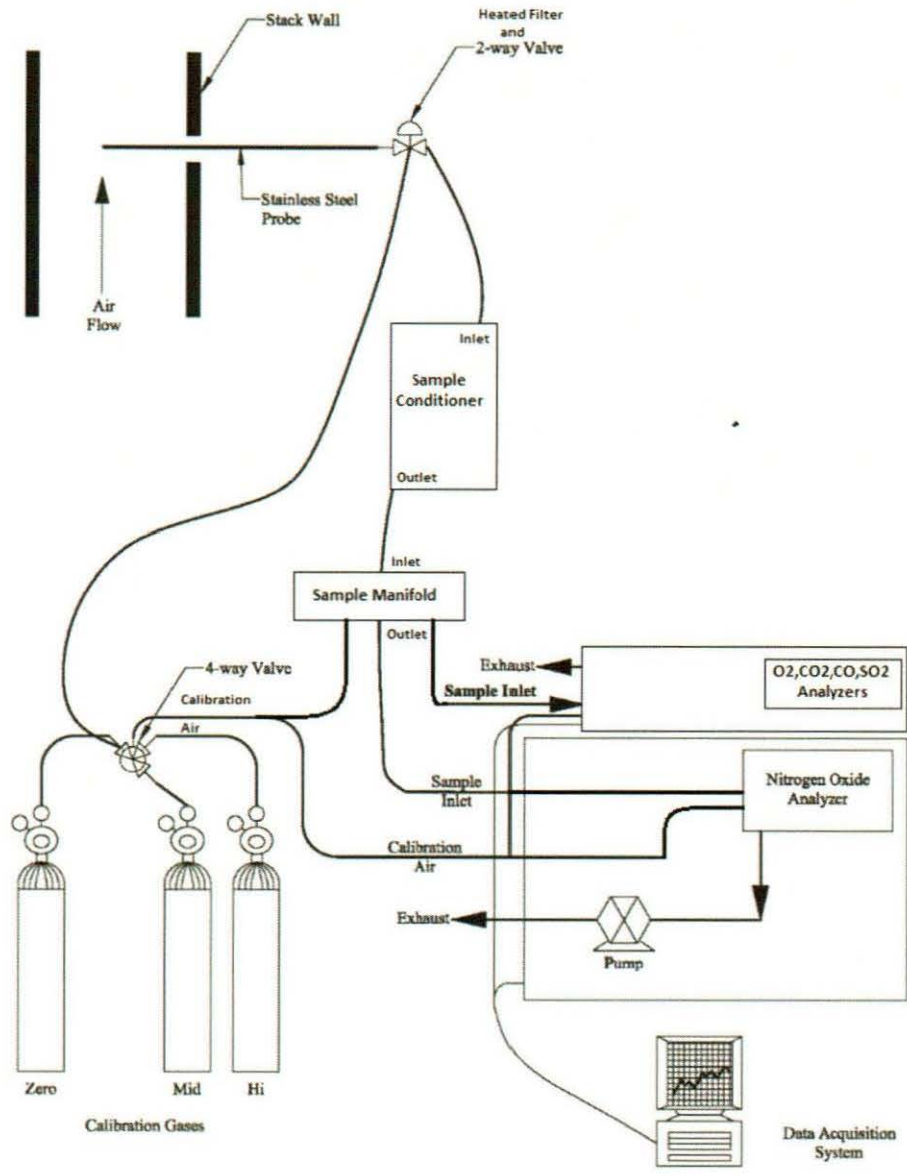 Stack Wall
Heated Filter
and
2-way Valve
Stainless Steel
Probe
Air
Flow
Inlet
Sample
Conditioner
Outlet
Inlet
Sample Manifold
Outlet
4-way Valve
Calibration
Air
Exhaust
Sample Inlet
O2,CO2,CO,SO2
Analyzers
Sample
Inlet
Nitrogen Oxide
Analyzer
Calibration
Air
Exhaust
Pump
Zero
Mid
Hi
Calibration Gases
Data Acquisition
System